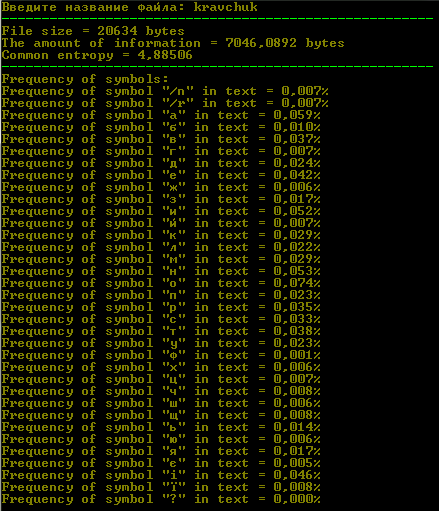 Введите название файла: kravchuk
File size = 20634 bytes
The amount of information = 7046,0892 bytes
Common entropy = 4,88506
Frequency of symbols:
Frequency of symbol "/n" in text = 0,007%
Frequency of symbol "/r" in text = 0,007%
Frequency of symbol "а" in text = 0,059%
Frequency of symbol "б" in text = 0,010%
Frequency of symbol "в" in text = 0,037%
Frequency of symbol "г" in text = 0,007%
Frequency of symbol "д" in text = 0,024%
Frequency of symbol "е" in text = 0,042%
Frequency of symbol "ж" in text = 0,006%
Frequency of symbol "з" in text = 0,017%
Frequency of symbol "и" in text = 0,052%
Frequency of symbol "й" in text = 0,007%
Frequency of symbol "к" in text = 0,029%
Frequency of symbol "л" in text = 0,022%
Frequency of symbol "м" in text = 0,029%
Frequency of symbol "н" in text = 0,053%
Frequency of symbol "о" in text = 0,074%
Frequency of symbol "п" in text = 0,023%
Frequency of symbol "р" in text = 0,035%
Frequency of symbol "с" in text = 0,033%
Frequency of symbol "т" in text = 0,038%
Frequency of symbol "у" in text = 0,023%
Frequency of symbol "ф" in text = 0,001%
Frequency of symbol "х" in text = 0,006%
Frequency of symbol "ц" in text = 0,007%
Frequency of symbol "ч" in text = 0,008%
Frequency of symbol "ш" in text = 0,006%
Frequency of symbol "щ" in text = 0,008%
Frequency of symbol "ь" in text = 0,014%
Frequency of symbol "ю" in text = 0,006%
Frequency of symbol "я" in text = 0,017%
Frequency of symbol "є" in text = 0,005%
Frequency of symbol "і" in text = 0,046%
Frequency of symbol "ї" in text = 0,008%
Frequency of symbol "?" in text = 0,000%